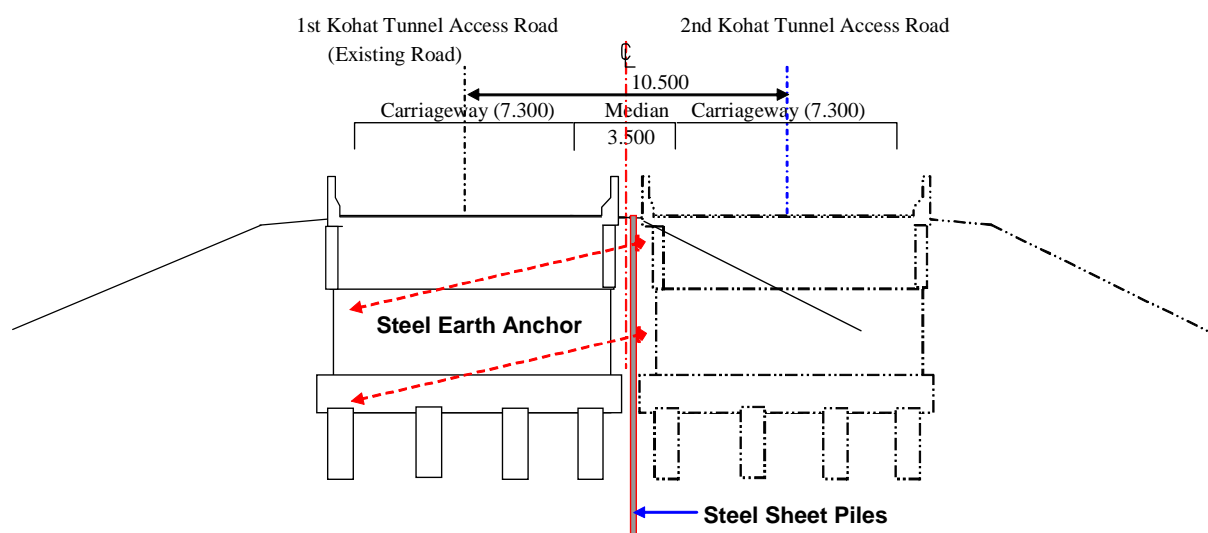 1st Kohat Tunnel Access Road
(Existing Road)
2nd Kohat Tunnel Access Road
℄
10.500
Carriageway (7.300)
Median
Carriageway (7.300)
3.500
Steel Earth Anchor
Steel Sheet Piles